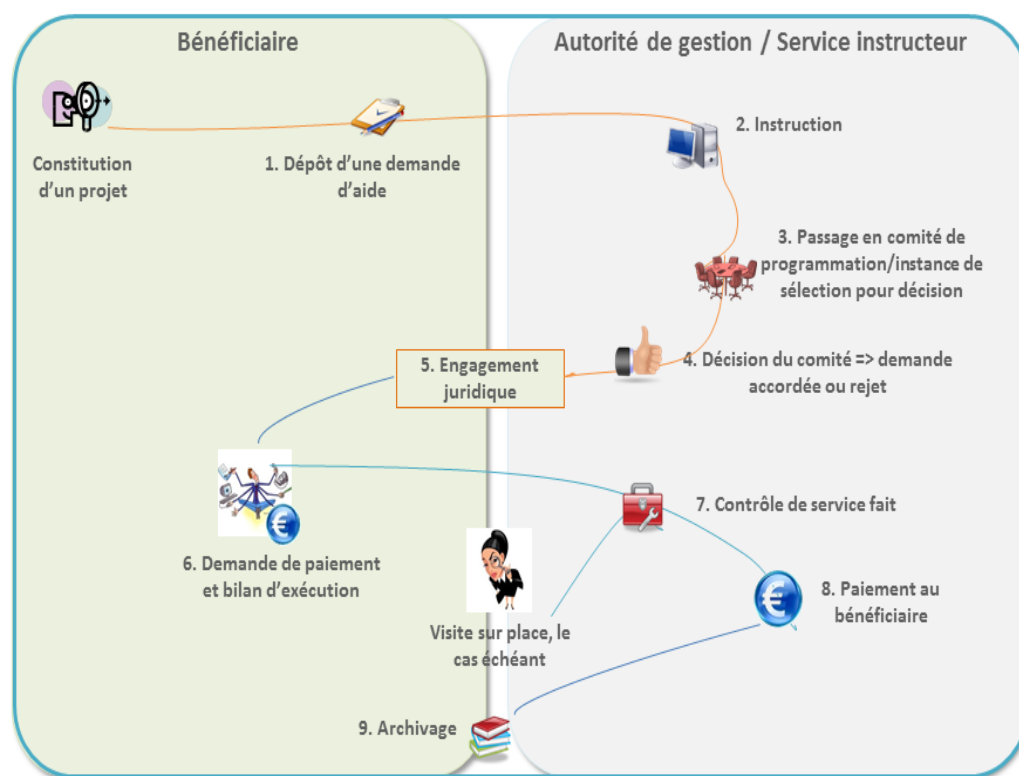 Bénéficiaire
Autorité de gestion / Service instructeur
Constitution
d’un projet
1. Dépôt d’une demande
d’aide
2. Instruction
3. Passage en comité de
programmation/instance de
sélection pour décision
4. Décision du comité => demande
accordée ou rejet
5. Engagement
juridique
6. Demande de paiement
et bilan d’exécution
7. Contrôle de service fait
Visite sur place, le
cas échéant
8. Paiement au
bénéficiaire
9. Archivage